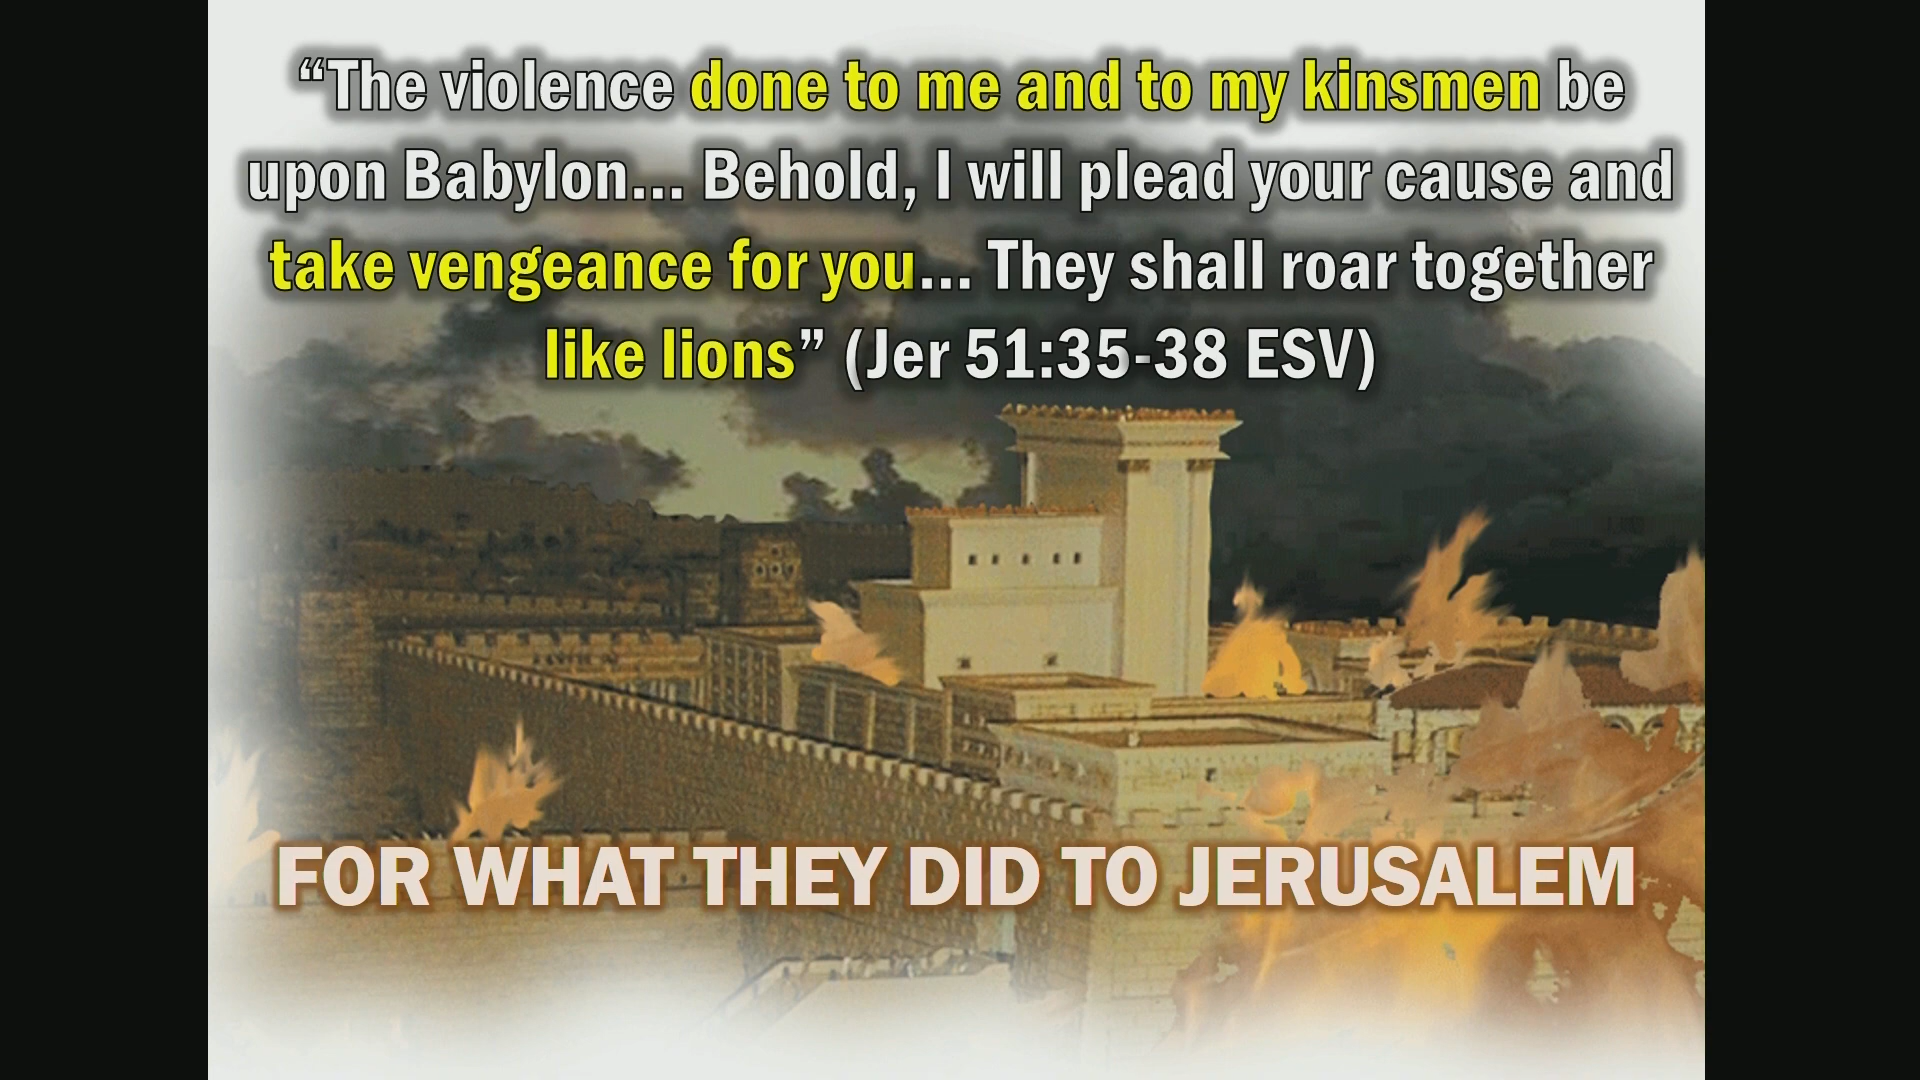 “The violence done to me and to my kinsmen be
upon Babylon... Behold, I will plead your cause and
take vengeance for you... They shall roar together
like lions” (Jer 51:35-38 ESV)
FOR WHAT THEY DID TO JERUSALEM